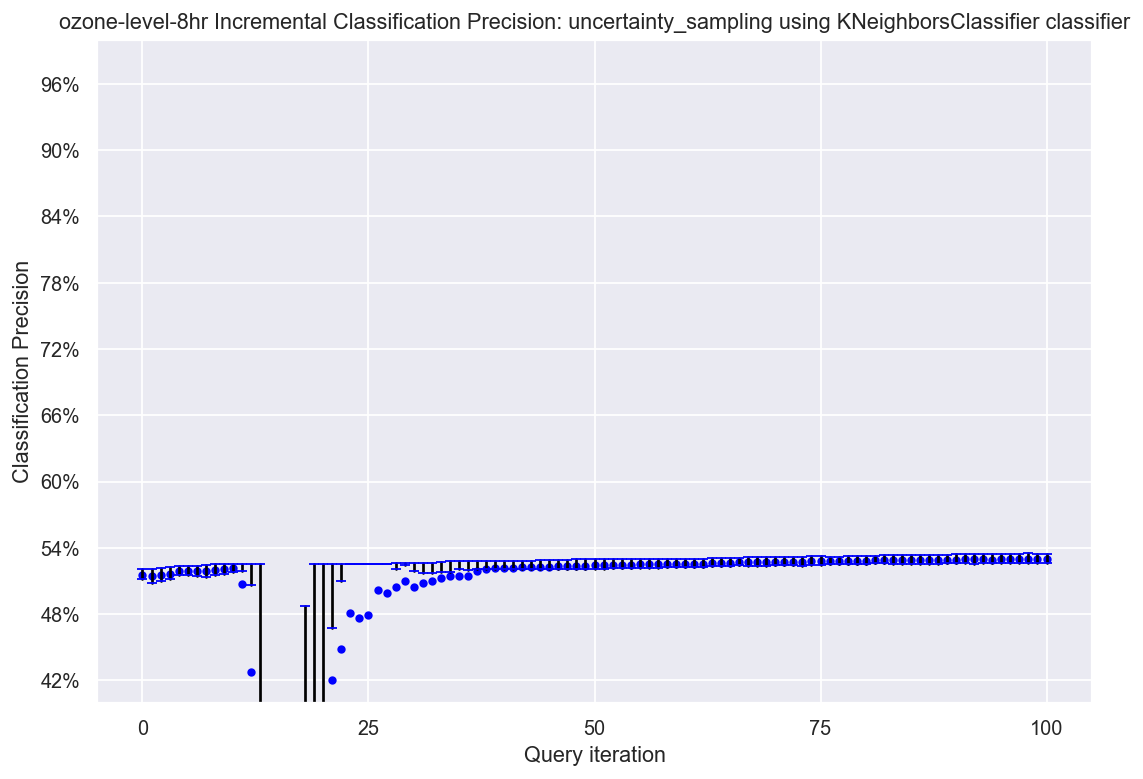 ozone-level-8hr Incremental Classification Precision: uncertainty_sampling using KNeighborsClassifier classifier
96%
90%
84%
78%
72%
66%
60%
54%
48%
42%
Classification Precision
0 25 50 75 100
Query iteration